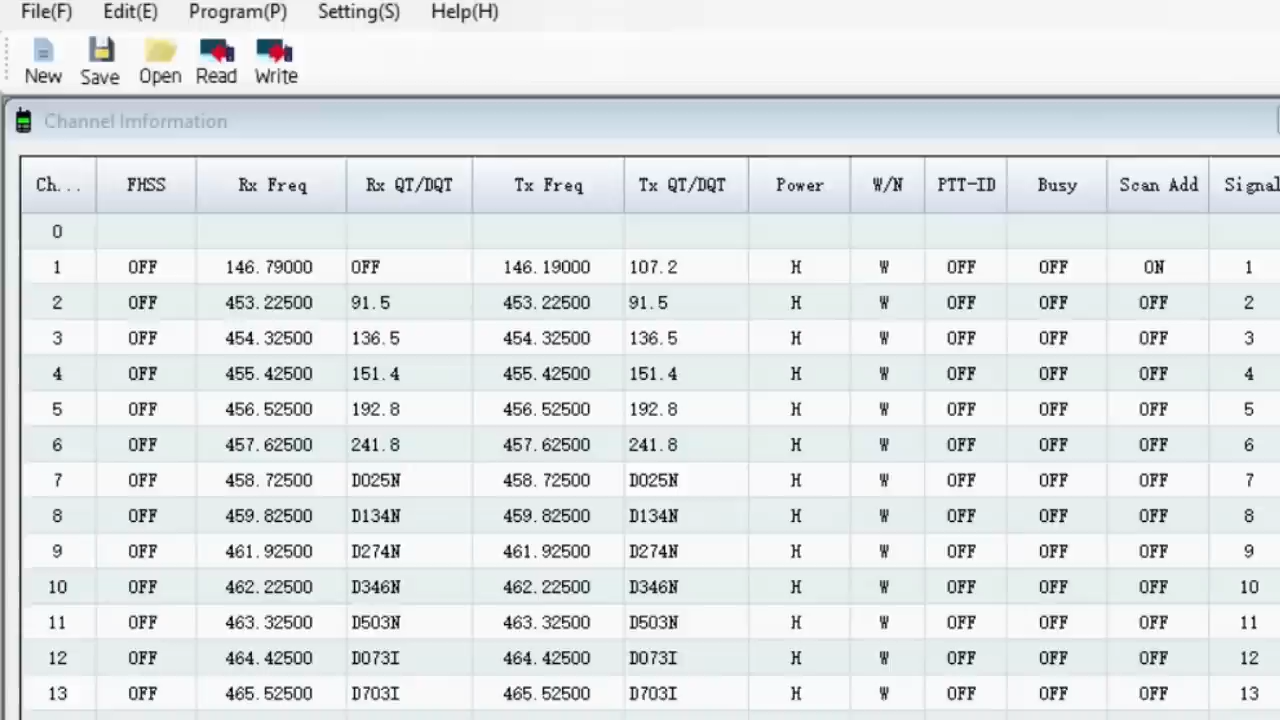 File(F) Edit(E) Program(P) Setting(S) Help(H)
New Save Open Read Write
Channel Imformation
Ch... FHSS Rx Freq Rx QT/DQT Tx Freq Tx QT/DQT Power W/N PTT-ID Busy Scan Add Signal
0
1 OFF 146.79000 OFF 146.19000 107.2 H W OFF OFF ON 1
2 OFF 453.22500 91.5 453.22500 91.5 H W OFF OFF OFF 2
3 OFF 454.32500 136.5 454.32500 136.5 H W OFF OFF OFF 3
4 OFF 455.42500 151.4 455.42500 151.4 H W OFF OFF OFF 4
5 OFF 456.52500 192.8 456.52500 192.8 H W OFF OFF OFF 5
6 OFF 457.62500 241.8 457.62500 241.8 H W OFF OFF OFF 6
7 OFF 458.72500 D025N 458.72500 D025N H W OFF OFF OFF 7
8 OFF 459.82500 D134N 459.82500 D134N H W OFF OFF OFF 8
9 OFF 461.92500 D274N 461.92500 D274N H W OFF OFF OFF 9
10 OFF 462.22500 D346N 462.22500 D346N H W OFF OFF OFF 10
11 OFF 463.32500 D503N 463.32500 D503N H W OFF OFF OFF 11
12 OFF 464.42500 D073I 464.42500 D073I H W OFF OFF OFF 12
13 OFF 465.52500 D703I 465.52500 D703I H W OFF OFF OFF 13